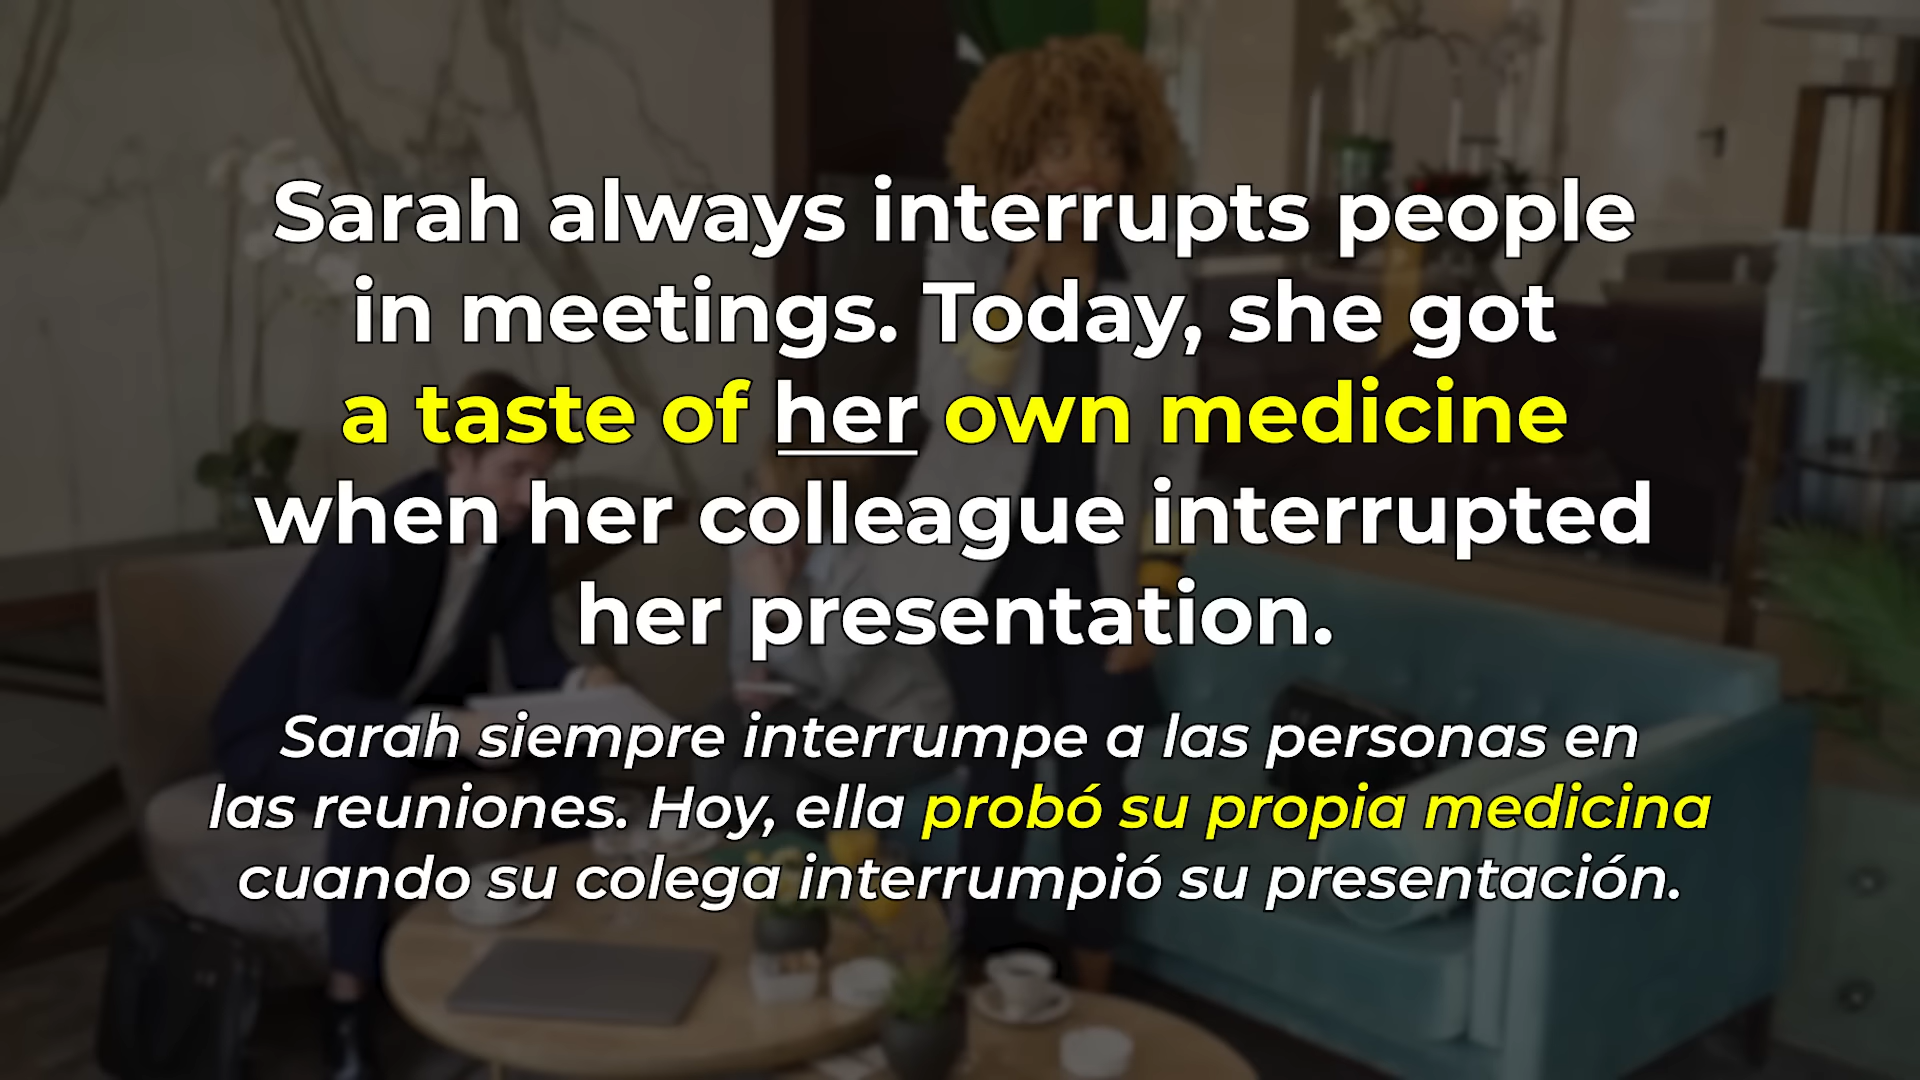 Sarah always interrupts people
in meetings. Today, she got
a taste of her own medicine
when her colleague interrupted
her presentation.
Sarah siempre interrumpe a las personas en
las reuniones. Hoy, ella probó su propia medicina
cuando su colega interrumpió su presentación.